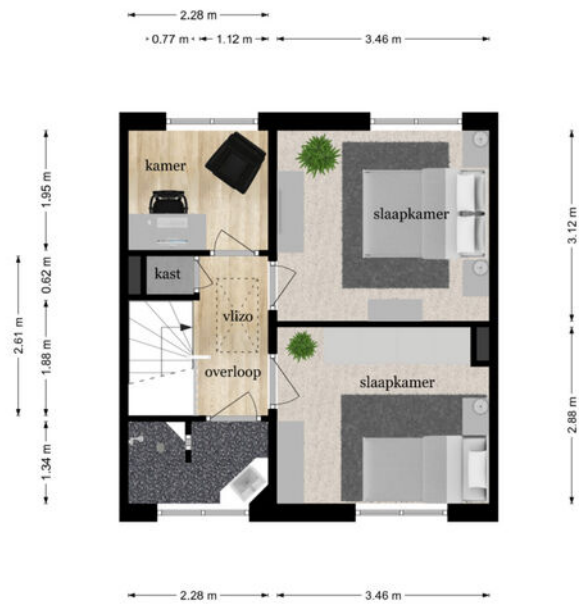 2.28 m
0.77 m
1.12 m
3.46 m
kamer
slaapkamer
1.95 m
3.12 m
kast
0.62 m
vlizo
2.61 m
1.88 m
overloop
slaapkamer
2.88 m
1.34 m
2.28 m
3.46 m